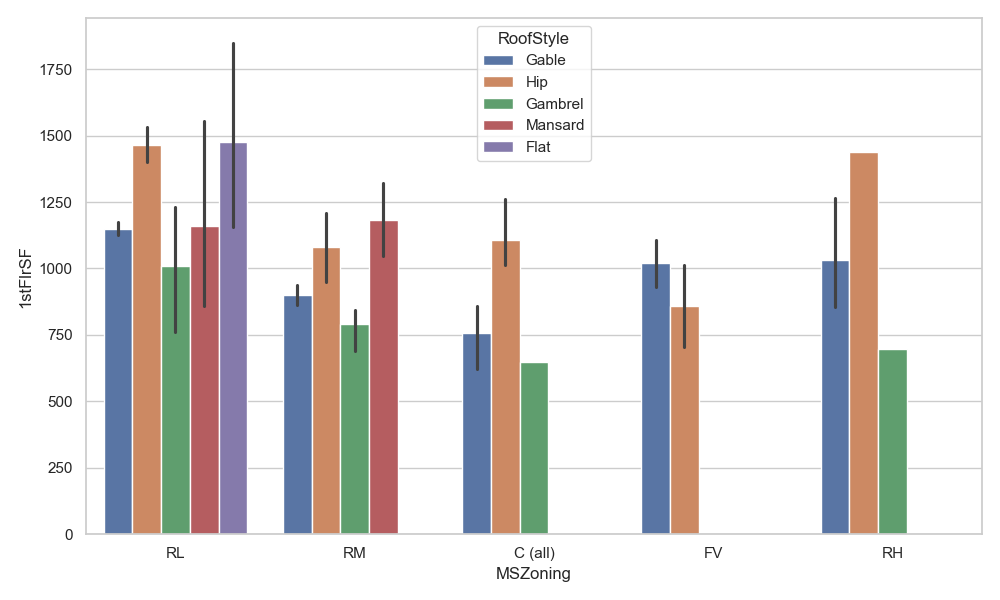 RoofStyle
Gable
Hip
Gambrel
Mansard
Flat
1stFlrSF
1750
1500
1250
1000
750
500
250
0
RL RM C (all) FV RH
MSZoning